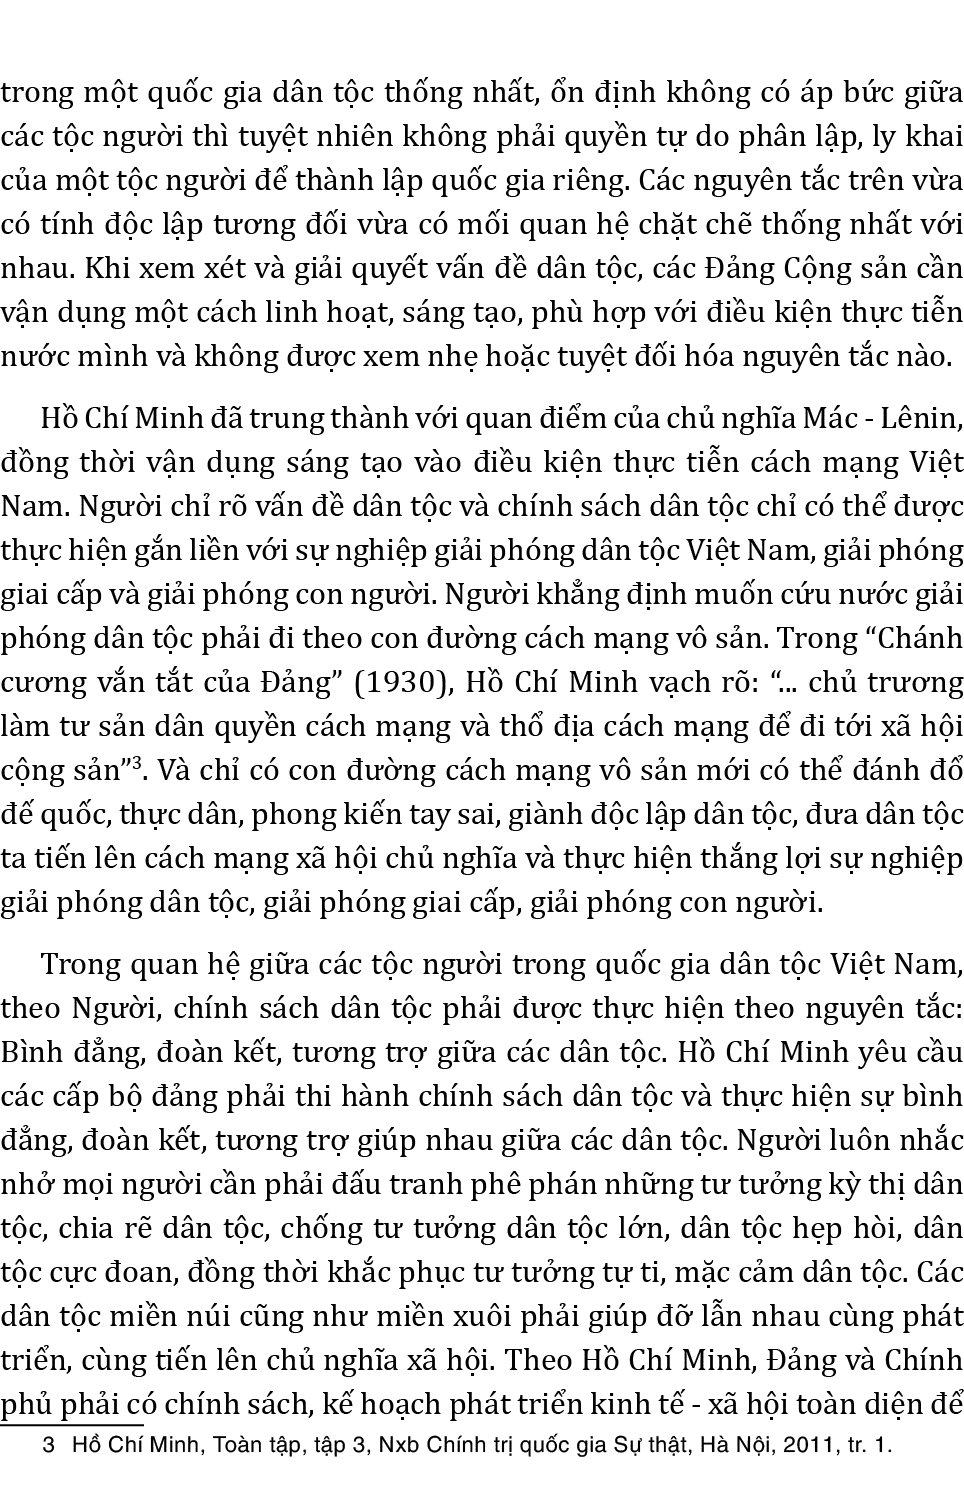 trong một quốc gia dân tộc thống nhất, ổn định không có áp bức giữa
các tộc người thì tuyệt nhiên không phải quyền tự do phân lập, ly khai
của một tộc người để thành lập quốc gia riêng. Các nguyên tắc trên vừa
có tính độc lập tương đối vừa có mối quan hệ chặt chẽ thống nhất với
nhau. Khi xem xét và giải quyết vấn đề dân tộc, các Đảng Cộng sản cần
vận dụng một cách linh hoạt, sáng tạo, phù hợp với điều kiện thực tiễn
nước mình và không được xem nhẹ hoặc tuyệt đối hóa nguyên tắc nào.
Hồ Chí Minh đã trung thành với quan điểm của chủ nghĩa Mác - Lênin,
đồng thời vận dụng sáng tạo vào điều kiện thực tiễn cách mạng Việt
Nam. Người chỉ rõ vấn đề dân tộc và chính sách dân tộc chỉ có thể được
thực hiện gắn liền với sự nghiệp giải phóng dân tộc Việt Nam, giải phóng
giai cấp và giải phóng con người. Người khẳng định muốn cứu nước giải
phóng dân tộc phải đi theo con đường cách mạng vô sản. Trong “Chánh
cương vắn tắt của Đảng” (1930), Hồ Chí Minh vạch rõ: “... chủ trương
làm tư sản dân quyền cách mạng và thổ địa cách mạng để đi tới xã hội
cộng sản”³. Và chỉ có con đường cách mạng vô sản mới có thể đánh đổ
đế quốc, thực dân, phong kiến tay sai, giành độc lập dân tộc, đưa dân tộc
ta tiến lên cách mạng xã hội chủ nghĩa và thực hiện thắng lợi sự nghiệp
giải phóng dân tộc, giải phóng giai cấp, giải phóng con người.
Trong quan hệ giữa các tộc người trong quốc gia dân tộc Việt Nam,
theo Người, chính sách dân tộc phải được thực hiện theo nguyên tắc:
Bình đẳng, đoàn kết, tương trợ giữa các dân tộc. Hồ Chí Minh yêu cầu
các cấp bộ đảng phải thi hành chính sách dân tộc và thực hiện sự bình
đẳng, đoàn kết, tương trợ giúp nhau giữa các dân tộc. Người luôn nhắc
nhở mọi người cần phải đấu tranh phê phán những tư tưởng kỳ thị dân
tộc, chia rẽ dân tộc, chống tư tưởng dân tộc lớn, dân tộc hẹp hòi, dân
tộc cực đoan, đồng thời khắc phục tư tưởng tự ti, mặc cảm dân tộc. Các
dân tộc miền núi cũng như miền xuôi phải giúp đỡ lẫn nhau cùng phát
triển, cùng tiến lên chủ nghĩa xã hội. Theo Hồ Chí Minh, Đảng và Chính
phủ phải có chính sách, kế hoạch phát triển kinh tế - xã hội toàn diện để
3 Hồ Chí Minh, Toàn tập, tập 3, Nxb Chính trị quốc gia Sự thật, Hà Nội, 2011, tr. 1.